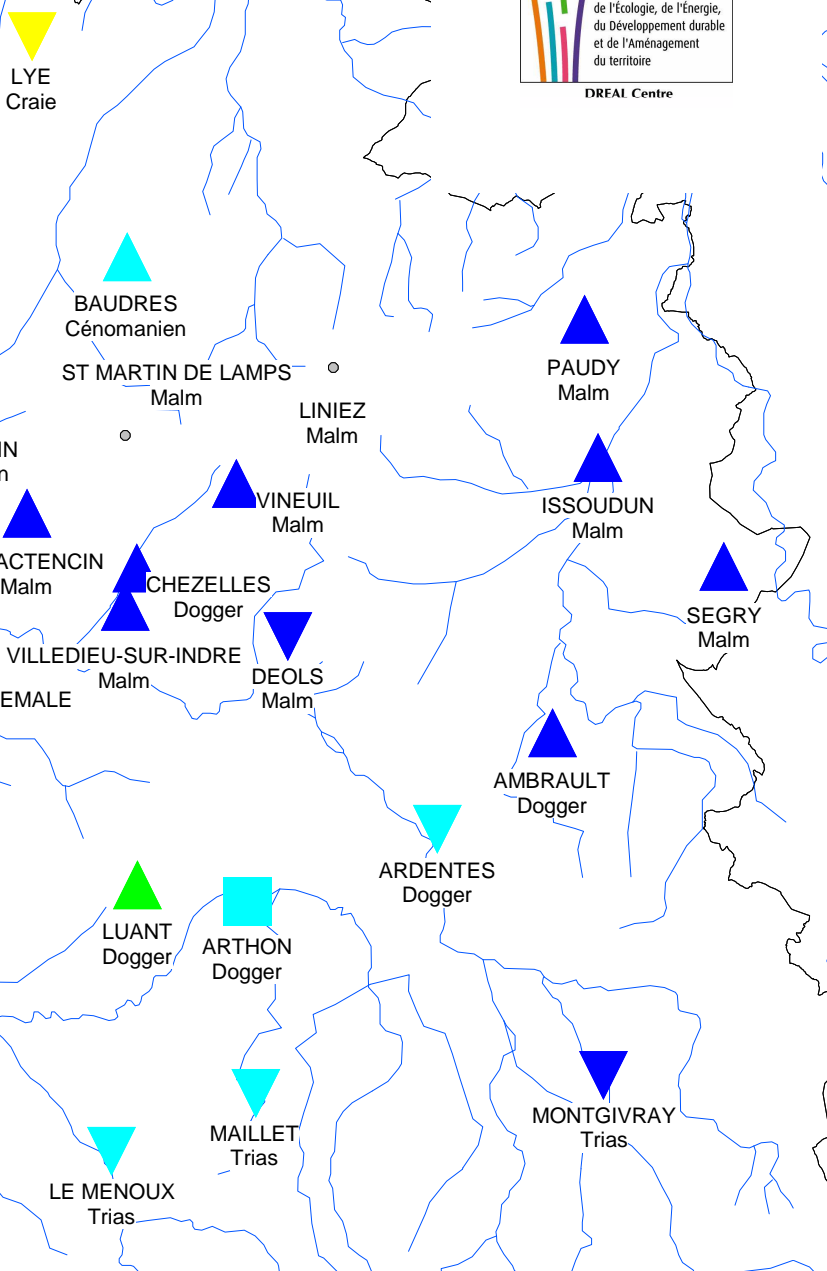 de l'Écologie, de l'Énergie,
du Développement durable
et de l'Aménagement
du territoire
DREAL Centre
LYE
Craie
BAUDRES
Cénomanien
ST MARTIN DE LAMPS
Malm
LINIEZ
Malm
PAUDY
Malm
IN
n
VINEUIL
Malm
ISSOUDUN
Malm
ACTENCIN
Malm
CHEZELLES
Dogger
SEGRY
Malm
VILLEDIEU-SUR-INDRE
Malm
DEOLS
Malm
EMALE
AMBRAULT
Dogger
ARDENTES
Dogger
LUANT
Dogger
ARTHON
Dogger
MONTGIVRAY
Trias
MAILLET
Trias
LE MENOUX
Trias